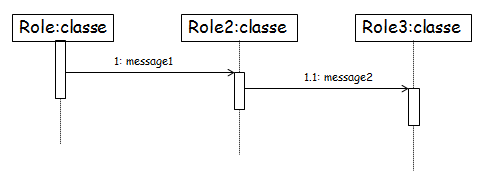 Role:classe
Role2:classe
Role3:classe
1: message1
1.1: message2